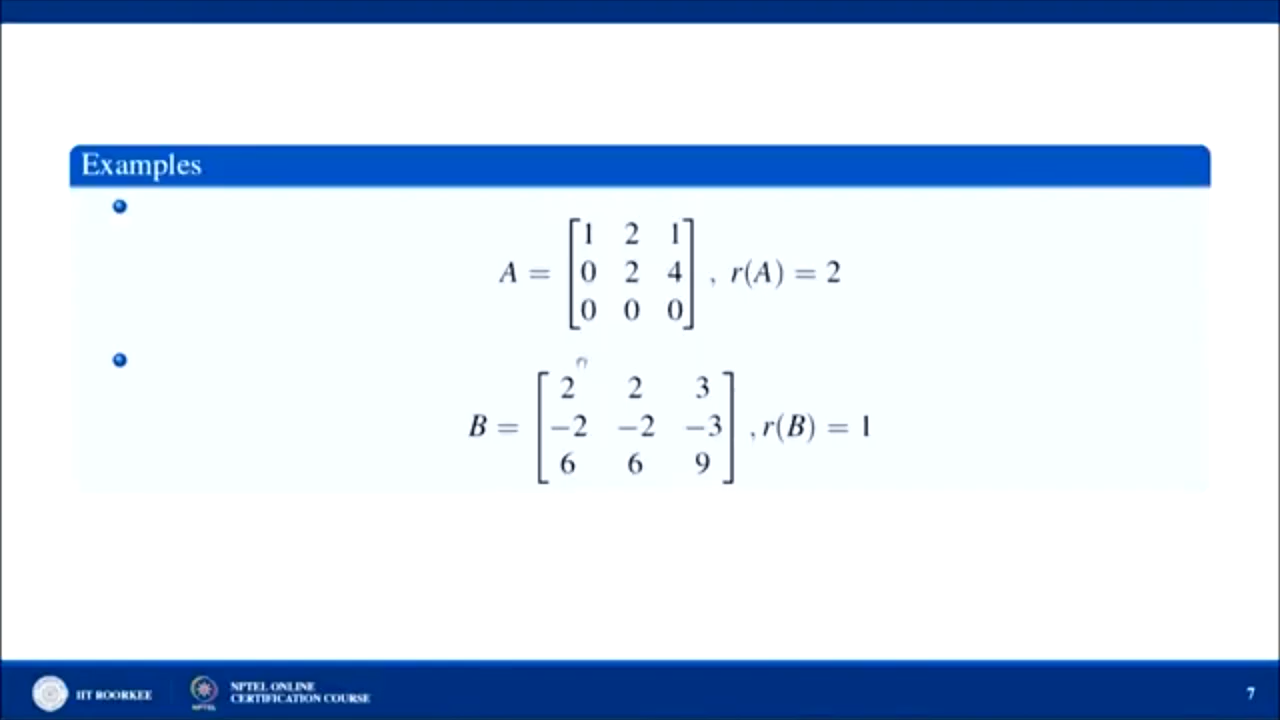 Examples
A = [1 2 1
0 2 4
0 0 0] , r(A) = 2
B = [2 2 3
−2 −2 −3
6 6 9] , r(B) = 1
IIT ROORKEE
NPTEL
NPTEL ONLINE
CERTIFICATION COURSE
7